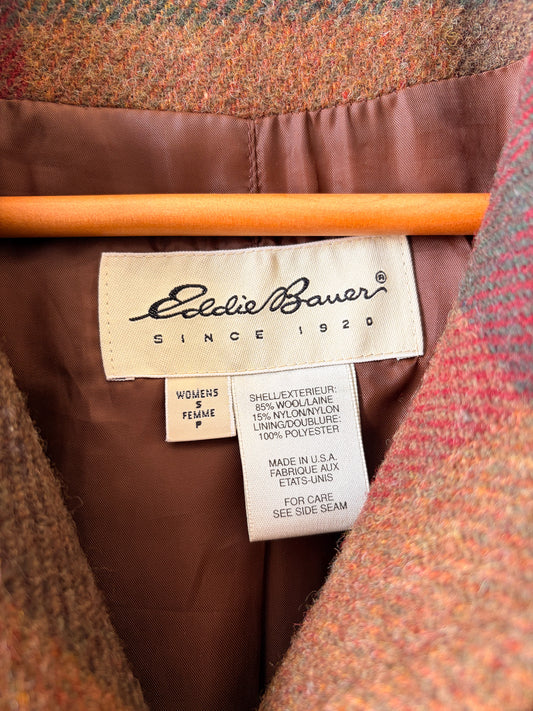 Eddie Bauer®
SINCE 1920
WOMENS
S
FEMME
P
SHELL/EXTERIEUR:
85% WOOL/LAINE
15% NYLON/NYLON
LINING/DOUBLURE:
100% POLYESTER
MADE IN U.S.A.
FABRIQUE AUX
ETATS-UNIS
FOR CARE
SEE SIDE SEAM